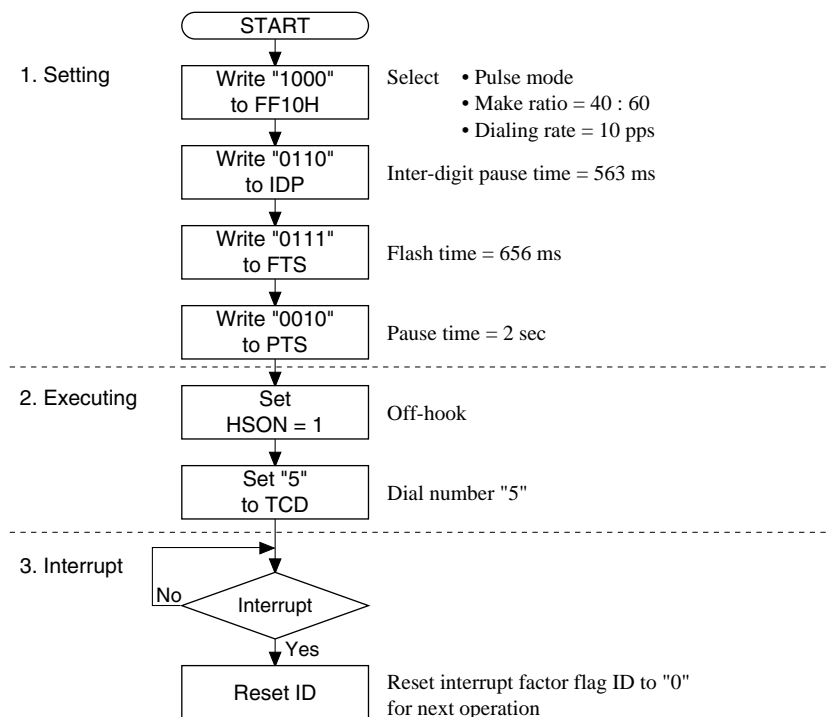 START
1. Setting
Write "1000"
to FF10H
Select • Pulse mode
• Make ratio = 40 : 60
• Dialing rate = 10 pps
Write "0110"
to IDP
Inter-digit pause time = 563 ms
Write "0111"
to FTS
Flash time = 656 ms
Write "0010"
to PTS
Pause time = 2 sec
2. Executing
Set
HSON = 1
Off-hook
Set "5"
to TCD
Dial number "5"
3. Interrupt
No
Interrupt
Yes
Reset ID
Reset interrupt factor flag ID to "0"
for next operation